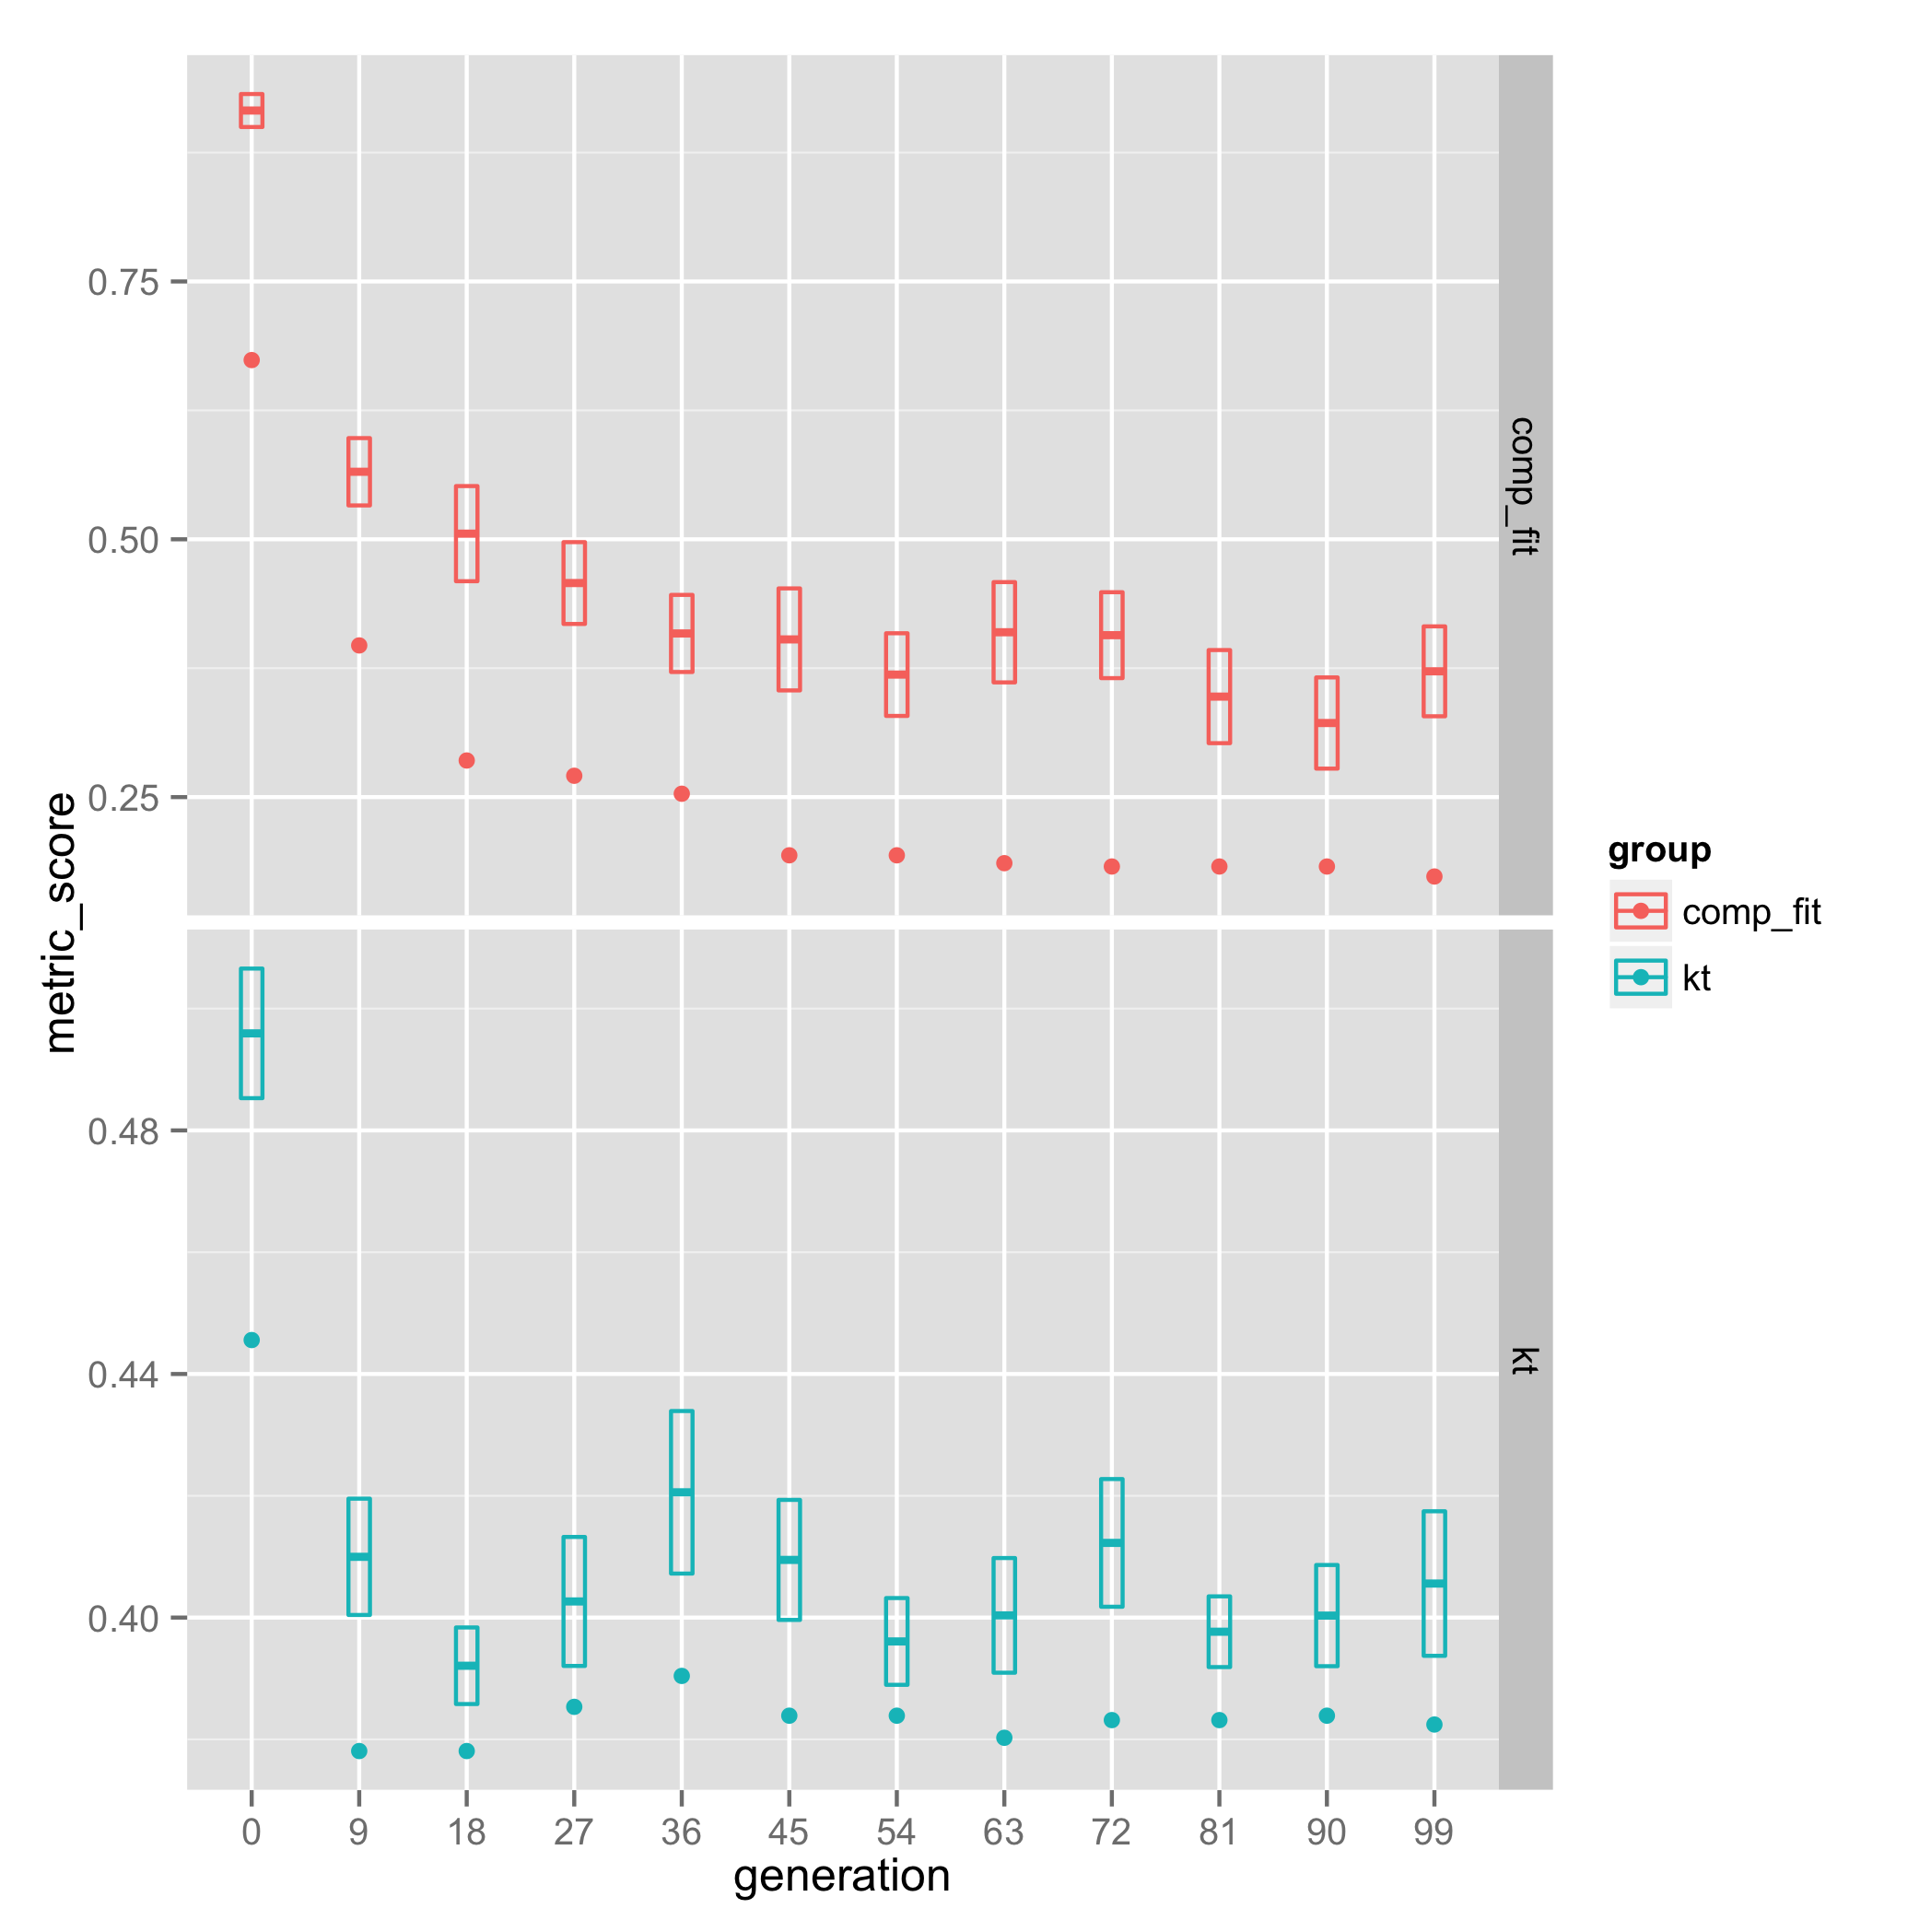 metric_score
0.75
0.50
0.25
comp_fit
0.48
0.44
0.40
kt
0 9 18 27 36 45 54 63 72 81 90 99
generation
group
comp_fit
kt